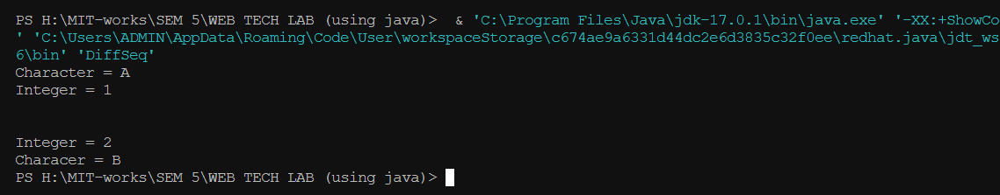 PS H:\MIT-works\SEM 5\WEB TECH LAB (using java)>  & 'C:\Program Files\Java\jdk-17.0.1\bin\java.exe' '-XX:+ShowCo
' 'C:\Users\ADMIN\AppData\Roaming\Code\User\workspaceStorage\c674ae9a6331d44dc2e6d3835c32f0ee\redhat.java\jdt_ws
6\bin' 'DiffSeq'
Character = A
Integer = 1
Integer = 2
Characer = B
PS H:\MIT-works\SEM 5\WEB TECH LAB (using java)>